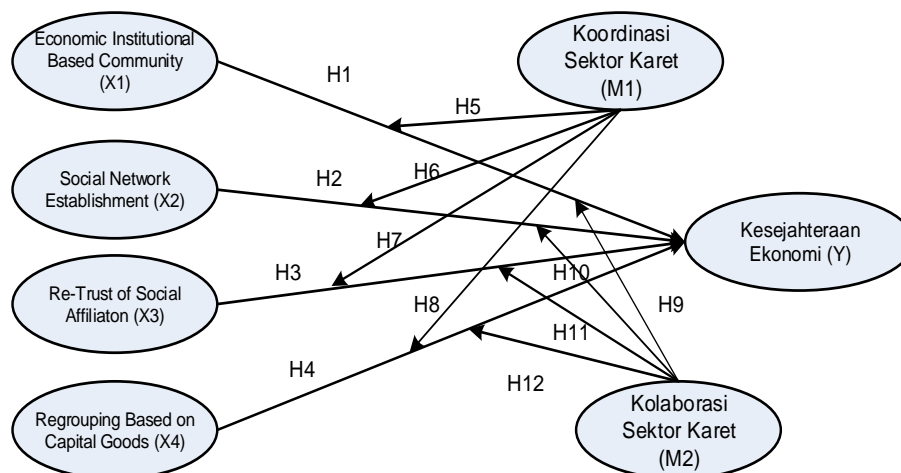 Economic Institutional
Based Community
(X1)
Koordinasi
Sektor Karet
(M1)
H1
H5
Social Network
Establishment (X2)
H2
H6
H7
Kesejahteraan
Ekonomi (Y)
Re-Trust of Social
Affiliaton (X3)
H3
H10
H8
H9
H11
H4
H12
Regrouping Based on
Capital Goods (X4)
Kolaborasi
Sektor Karet
(M2)